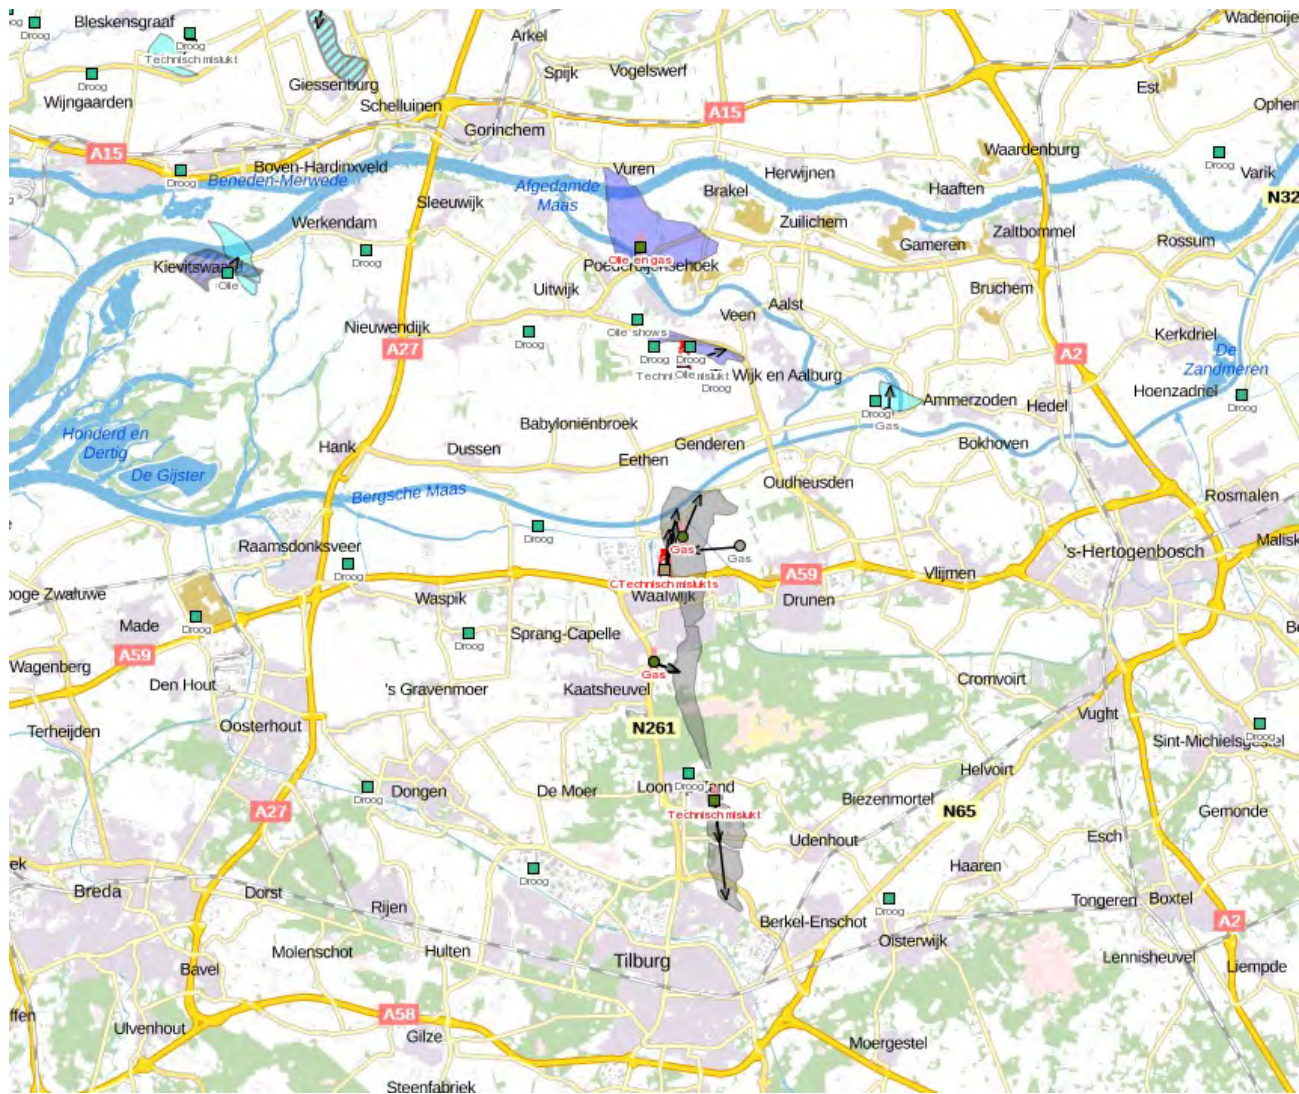 Bleskensgraaf
Wadenoije
Droog
Droog
Arkel
Technisch mislukt
Spijk
Vogelswerf
Droog
Giessenburg
Est
Wijngaarden
Schelluinen
Ophem
A15
Gorinchem
A15
Waardenburg
Boven-Hardinxveld
Vuren
Herwijnen
Droog
Varik
Droog
Beneden-Merwede
Afgedamde
Maas
Brakel
Haaften
N32
Sleeuwijk
Werkendam
Zuilichem
Zaltbommel
Gameren
Rossum
Droog
Kievitswaard
Olie en gas
Poederoijensehoek
Olie
Uitwijk
Bruchem
Aalst
Veen
Nieuwendijk
Droog
Olie shows
Kerkdriel
A27
A2
De
Zandmeren
Droog
Droog
Wijk en Aalburg
Olie
Droog
Hoenzadriel
Ammerzoden
Hedel
Droog
Droog
Gas
Babyloniënbroek
Honderd en
Dertig
Hank
Dussen
Genderen
Bokhoven
Eethen
De Gijster
Oudheusden
Bergsche Maas
Rosmalen
Droog
Raamsdonksveer
Gas
Gas
's-Hertogenbosch
Malisk
Droog
A59
Vlijmen
Technisch mislukt
ooge Zwaluwe
Waspik
Waalwijk
Drunen
Droog
Made
Droog
Sprang-Capelle
A59
Wagenberg
Gas
Cromvoirt
Den Hout
's Gravenmoer
Kaatsheuvel
Vught
Terheijden
Oosterhout
N261
Sint-Michielsgestel
Droog
Helvoirt
Droog
Dongen
De Moer
Droog
Biezenmortel
A27
Technisch mislukt
N65
Gemonde
Udenhout
Esch
ek
Droog
Haaren
Breda
Dorst
Rijen
Tongeren
Boxtel
Droog
Berkel-Enschot
A2
Oisterwijk
Molenschot
Hulten
Tilburg
Lennisheuvel
Bavel
Liempde
A58
ffen
Ulvenhout
Gilze
Moergestel
Steenfabriek